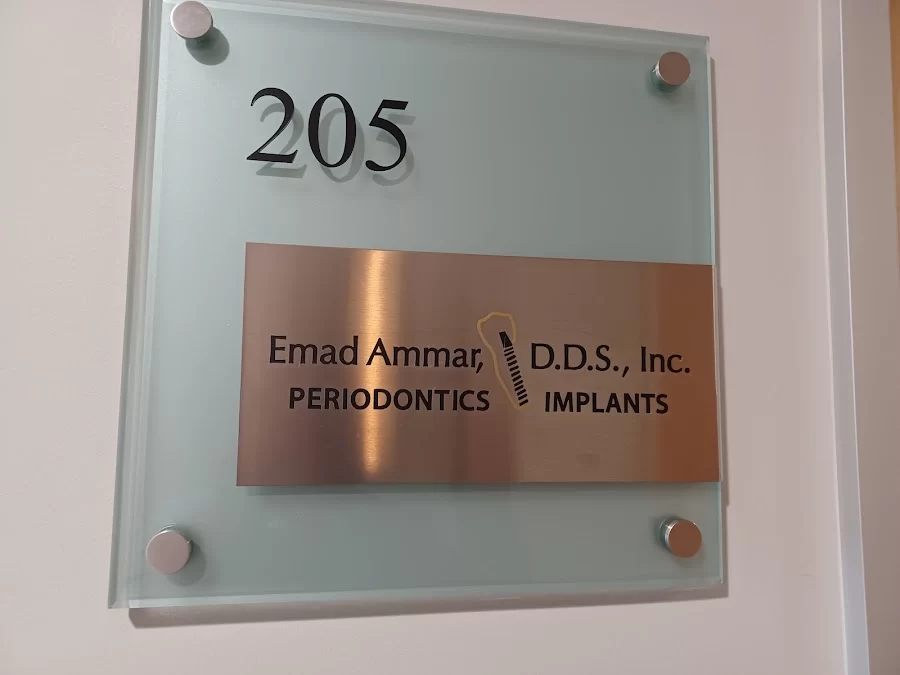 205
Emad Ammar, D.D.S., Inc.
PERIODONTICS IMPLANTS